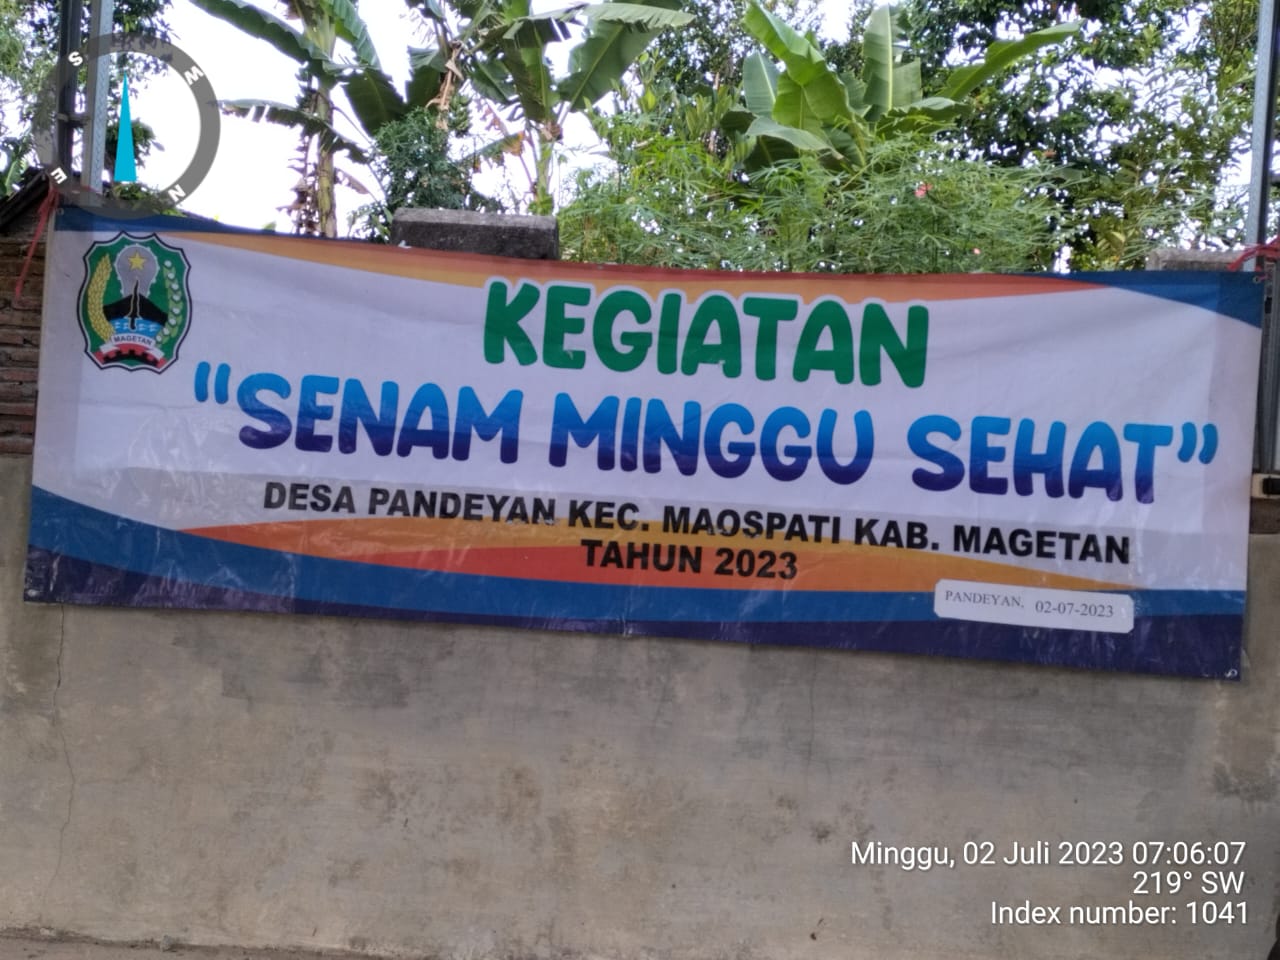 S
W
E
N
MAGETAN
KEGIATAN
"SENAM MINGGU SEHAT"
DESA PANDEYAN KEC. MAOSPATI KAB. MAGETAN
TAHUN 2023
PANDEYAN, 02-07-2023
Minggu, 02 Juli 2023 07:06:07
219° SW
Index number: 1041